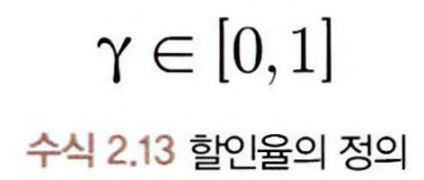 γ ∈ [0, 1]
수식 2.13 할인율의 정의